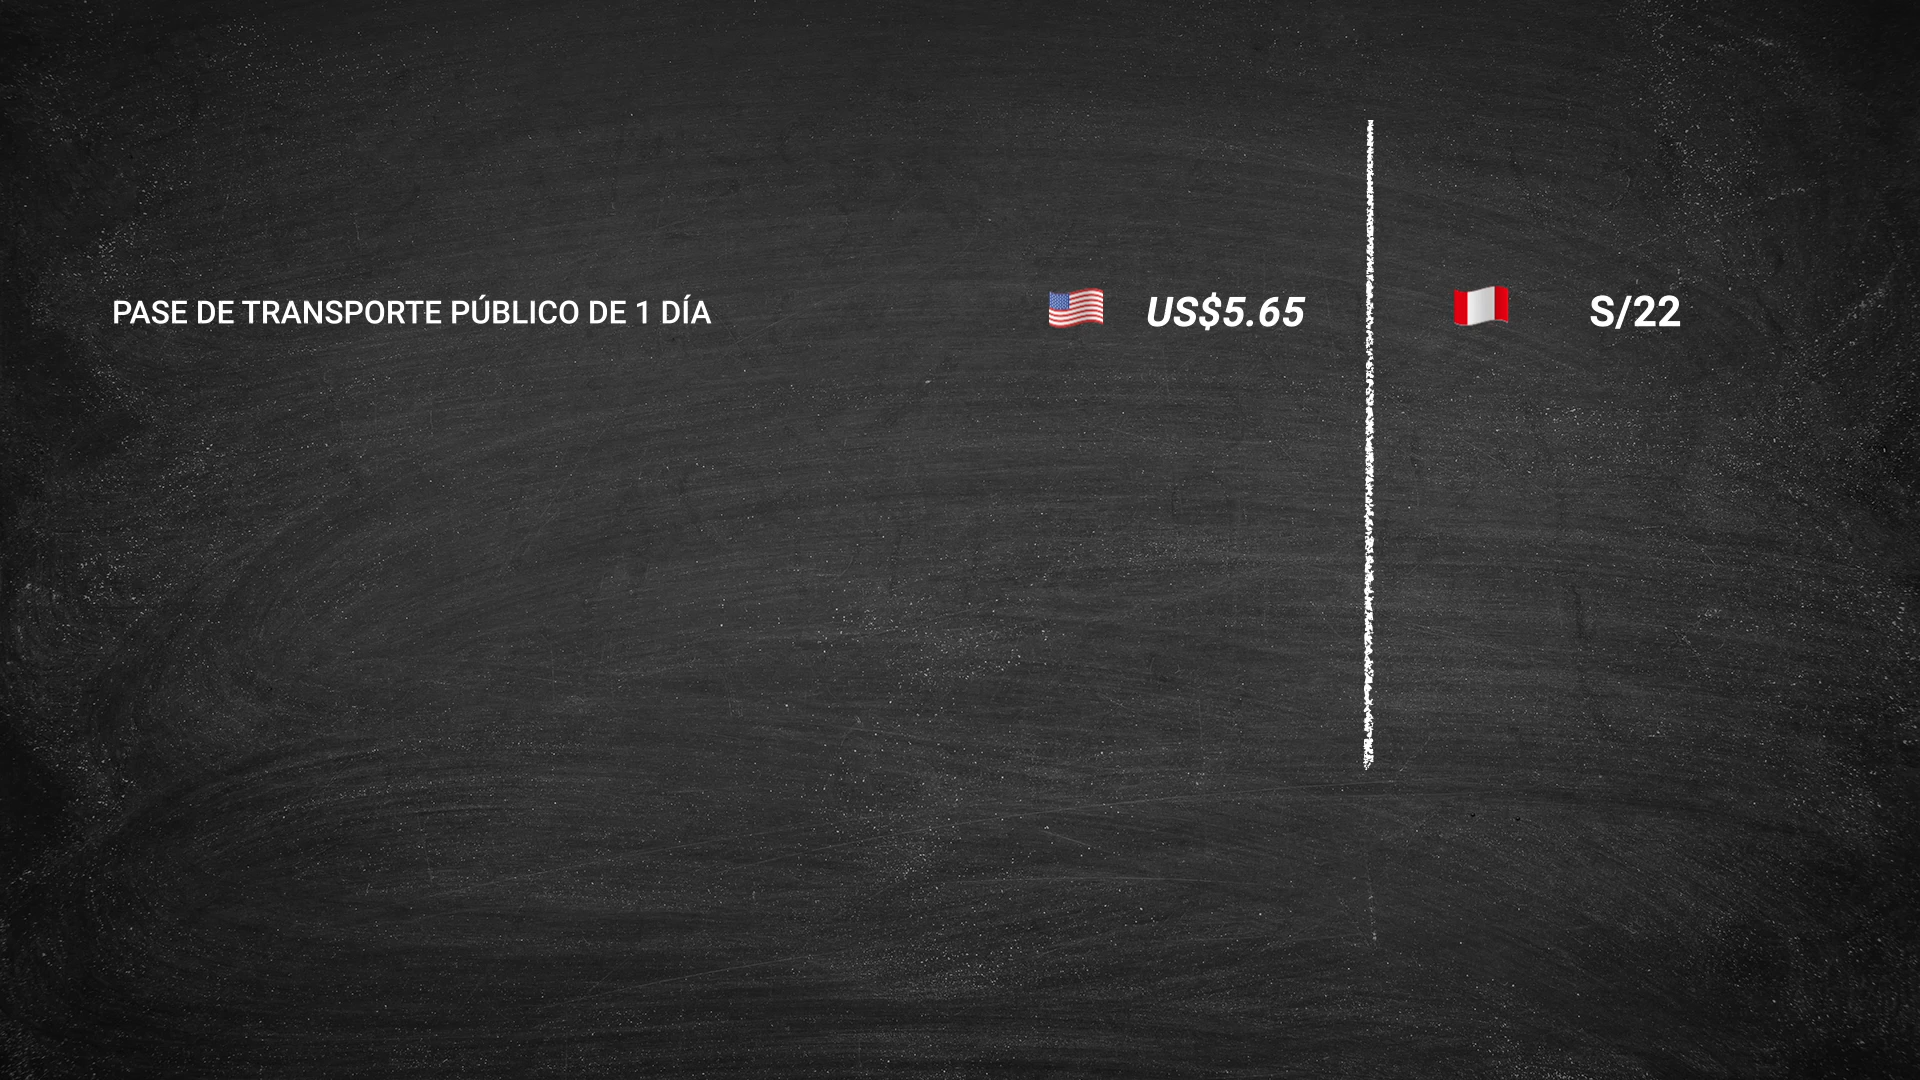 PASE DE TRANSPORTE PÚBLICO DE 1 DÍA US$5.65 S/22